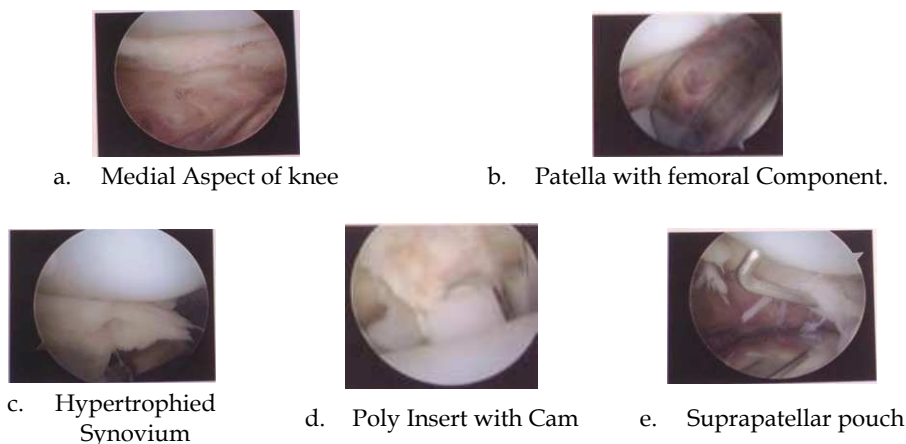 a. Medial Aspect of knee
b. Patella with femoral Component.
c. Hypertrophied
Synovium
d. Poly Insert with Cam
e. Suprapatellar pouch